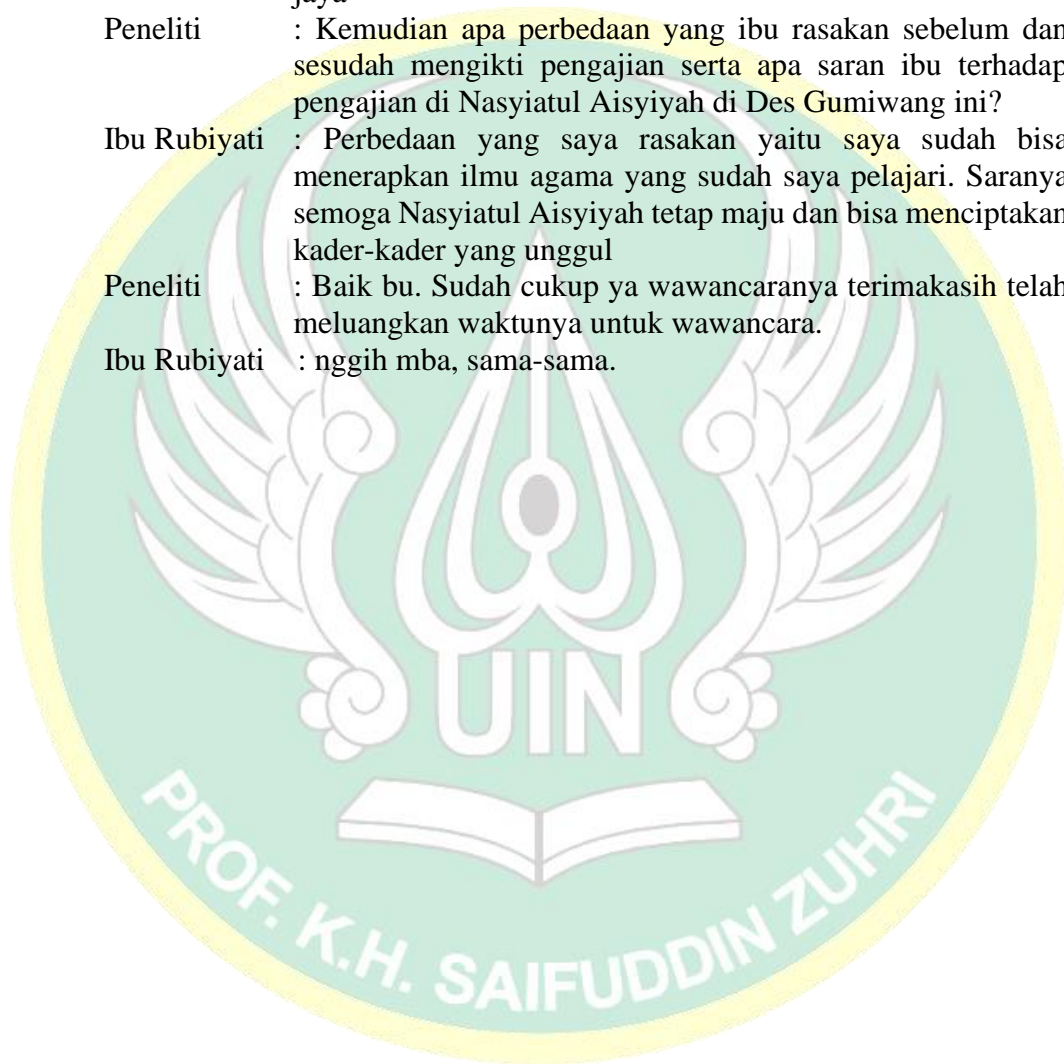 jaya
Peneliti : Kemudian apa perbedaan yang ibu rasakan sebelum dan
sesudah mengikti pengajian serta apa saran ibu terhadap
pengajian di Nasyiatul Aisyiyah di Des Gumiwang ini?
Ibu Rubiyati : Perbedaan yang saya rasakan yaitu saya sudah bisa
menerapkan ilmu agama yang sudah saya pelajari. Saranya
semoga Nasyiatul Aisyiyah tetap maju dan bisa menciptakan
kader-kader yang unggul
Peneliti : Baik bu. Sudah cukup ya wawancaranya terimakasih telah
meluangkan waktunya untuk wawancara.
Ibu Rubiyati : nggih mba, sama-sama.
UIN
PROF. K.H. SAIFUDDIN ZUHRI